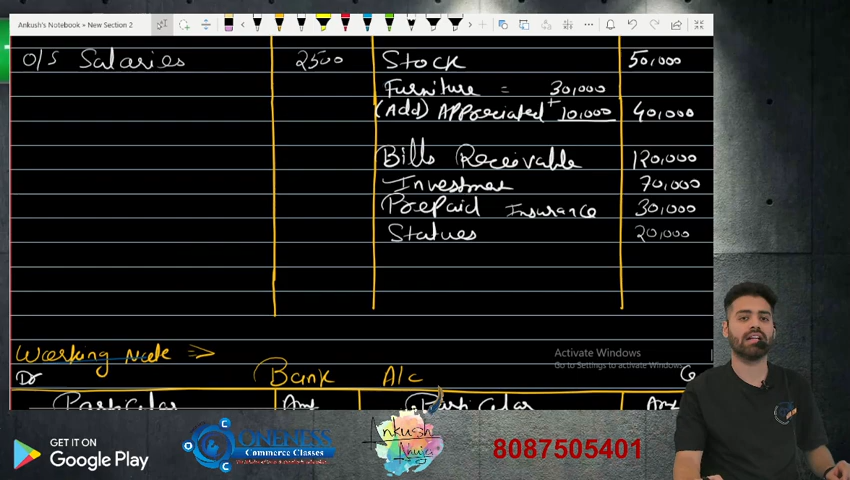 Ankush's Notebook • New Section 2
O/S Salaries 2500 Stock 50,000
Furniture = 30,000
(Add) Appreciated + 10,000 40,000
Bills Receivable 120,000
Investment 70,000
Prepaid Insurance 30,000
Statues 20,000
Working Note ⇒
Dr Bank A/c C
Particular Amt Particular Amt
Activate Windows
Go to Settings to activate Windows.
GET IT ON
Google Play
ONENESS
Commerce Classes
Ankush
Ahuja
8087505401